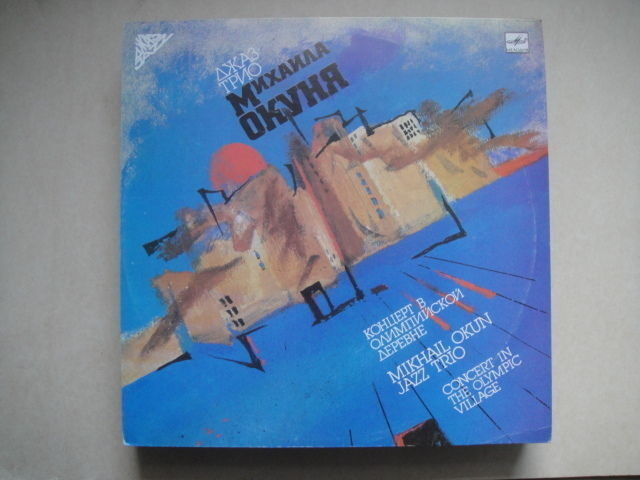 ДЖАЗ
ТРИО
МИХАИЛА
ОКУНЯ
КОНЦЕРТ В
ОЛИМПИЙСКОЙ
ДЕРЕВНЕ
MIKHAIL OKUN
JAZZ TRIO
CONCERT IN
THE OLYMPIC
VILLAGE